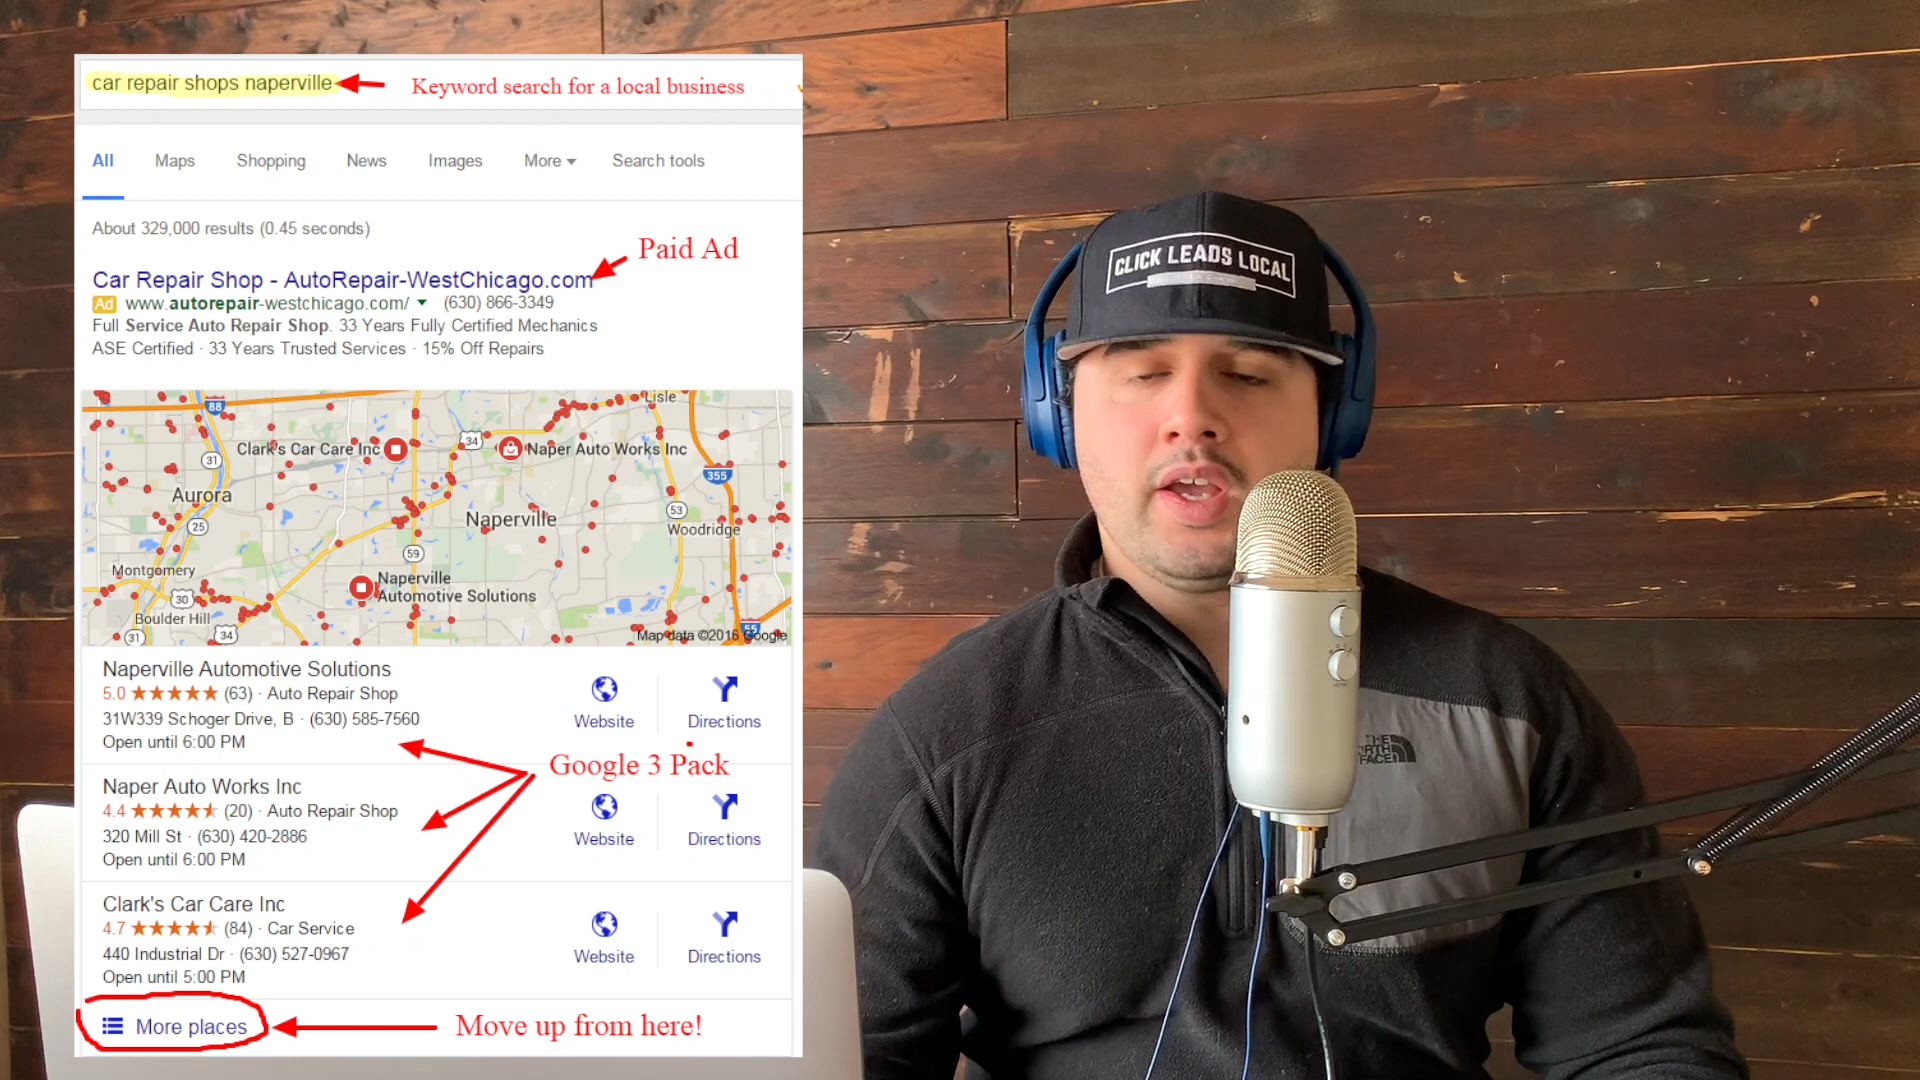 car repair shops naperville
Keyword search for a local business
All Maps Shopping News Images More Search tools
About 329,000 results (0.45 seconds)
Paid Ad
Car Repair Shop - AutoRepair-WestChicago.com
Ad www.autorepair-westchicago.com/ (630) 866-3349
Full Service Auto Repair Shop. 33 Years Fully Certified Mechanics
ASE Certified · 33 Years Trusted Services · 15% Off Repairs
88
Lisle
34
Clark's Car Care Inc
Naper Auto Works Inc
31
355
Aurora
Naperville
53
25
Woodridge
59
Montgomery
Naperville
Automotive Solutions
30
Boulder Hill
31
34
55
Map data ©2016 Google
Naperville Automotive Solutions
5.0 ★★★★★ (63) · Auto Repair Shop
31W339 Schoger Drive, B · (630) 585-7560
Open until 6:00 PM
Website
Directions
Google 3 Pack
Naper Auto Works Inc
4.4 (20) · Auto Repair Shop
320 Mill St · (630) 420-2886
Open until 6:00 PM
Website
Directions
Clark's Car Care Inc
4.7 (84) · Car Service
440 Industrial Dr · (630) 527-0967
Open until 5:00 PM
Website
Directions
More places
Move up from here!
CLICK LEADS LOCAL
THE
NORTH
FACE